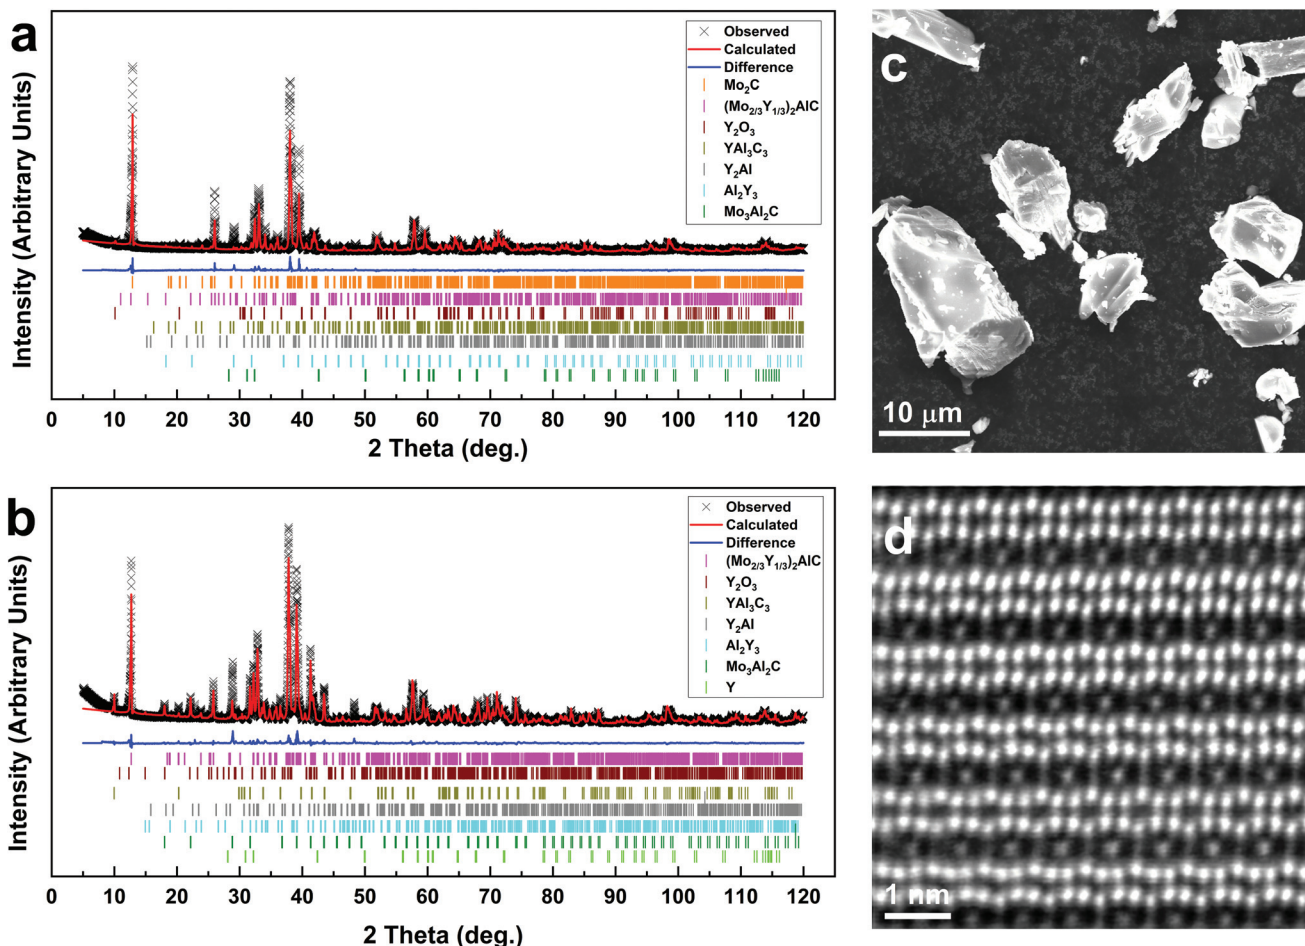 a
Observed
Calculated
Difference
Mo₂C
(Mo₂/₃Y₁/₃)₂AlC
Y₂O₃
YAl₃C₃
Y₂Al
Al₂Y₃
Mo₃Al₂C
Intensity (Arbitrary Units)
0 10 20 30 40 50 60 70 80 90 100 110 120
2 Theta (deg.)
b
Observed
Calculated
Difference
(Mo₂/₃Y₁/₃)₂AlC
Y₂O₃
YAl₃C₃
Y₂Al
Al₂Y₃
Mo₃Al₂C
Y
Intensity (Arbitrary Units)
0 10 20 30 40 50 60 70 80 90 100 110 120
2 Theta (deg.)
c
10 μm
d
1 nm